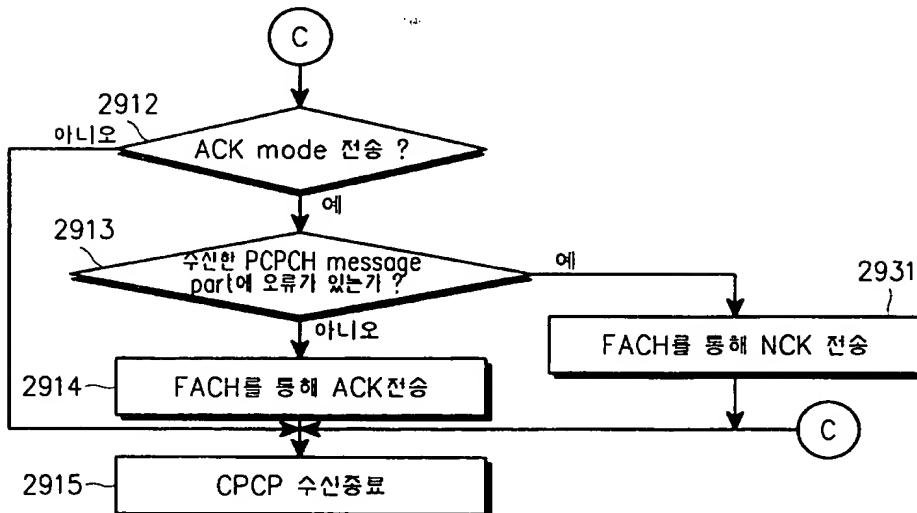 C
2912
아니오
ACK mode 전송 ?
예
2913
수신한 PCPCH message
part에 오류가 있는가 ?
예
2931
아니오
FACH를 통해 NCK 전송
2914
FACH를 통해 ACK전송
C
2915
CPCP 수신종료